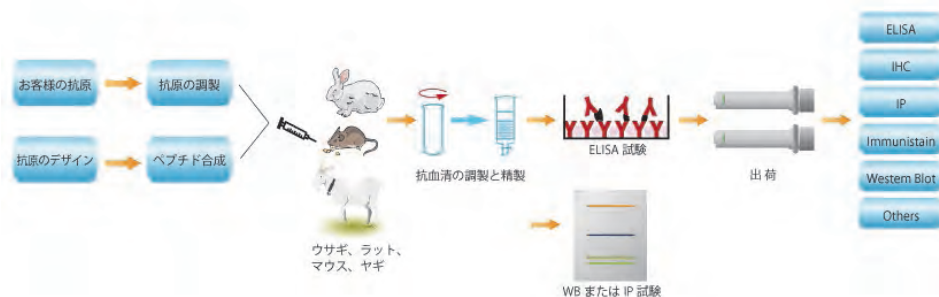 お客様の抗原
抗原の調製
抗原のデザイン
ペプチド合成
ウサギ、ラット、
マウス、ヤギ
抗血清の調製と精製
ELISA 試験
WB または IP 試験
出 荷
ELISA
IHC
IP
Immunistain
Westem Blot
Others